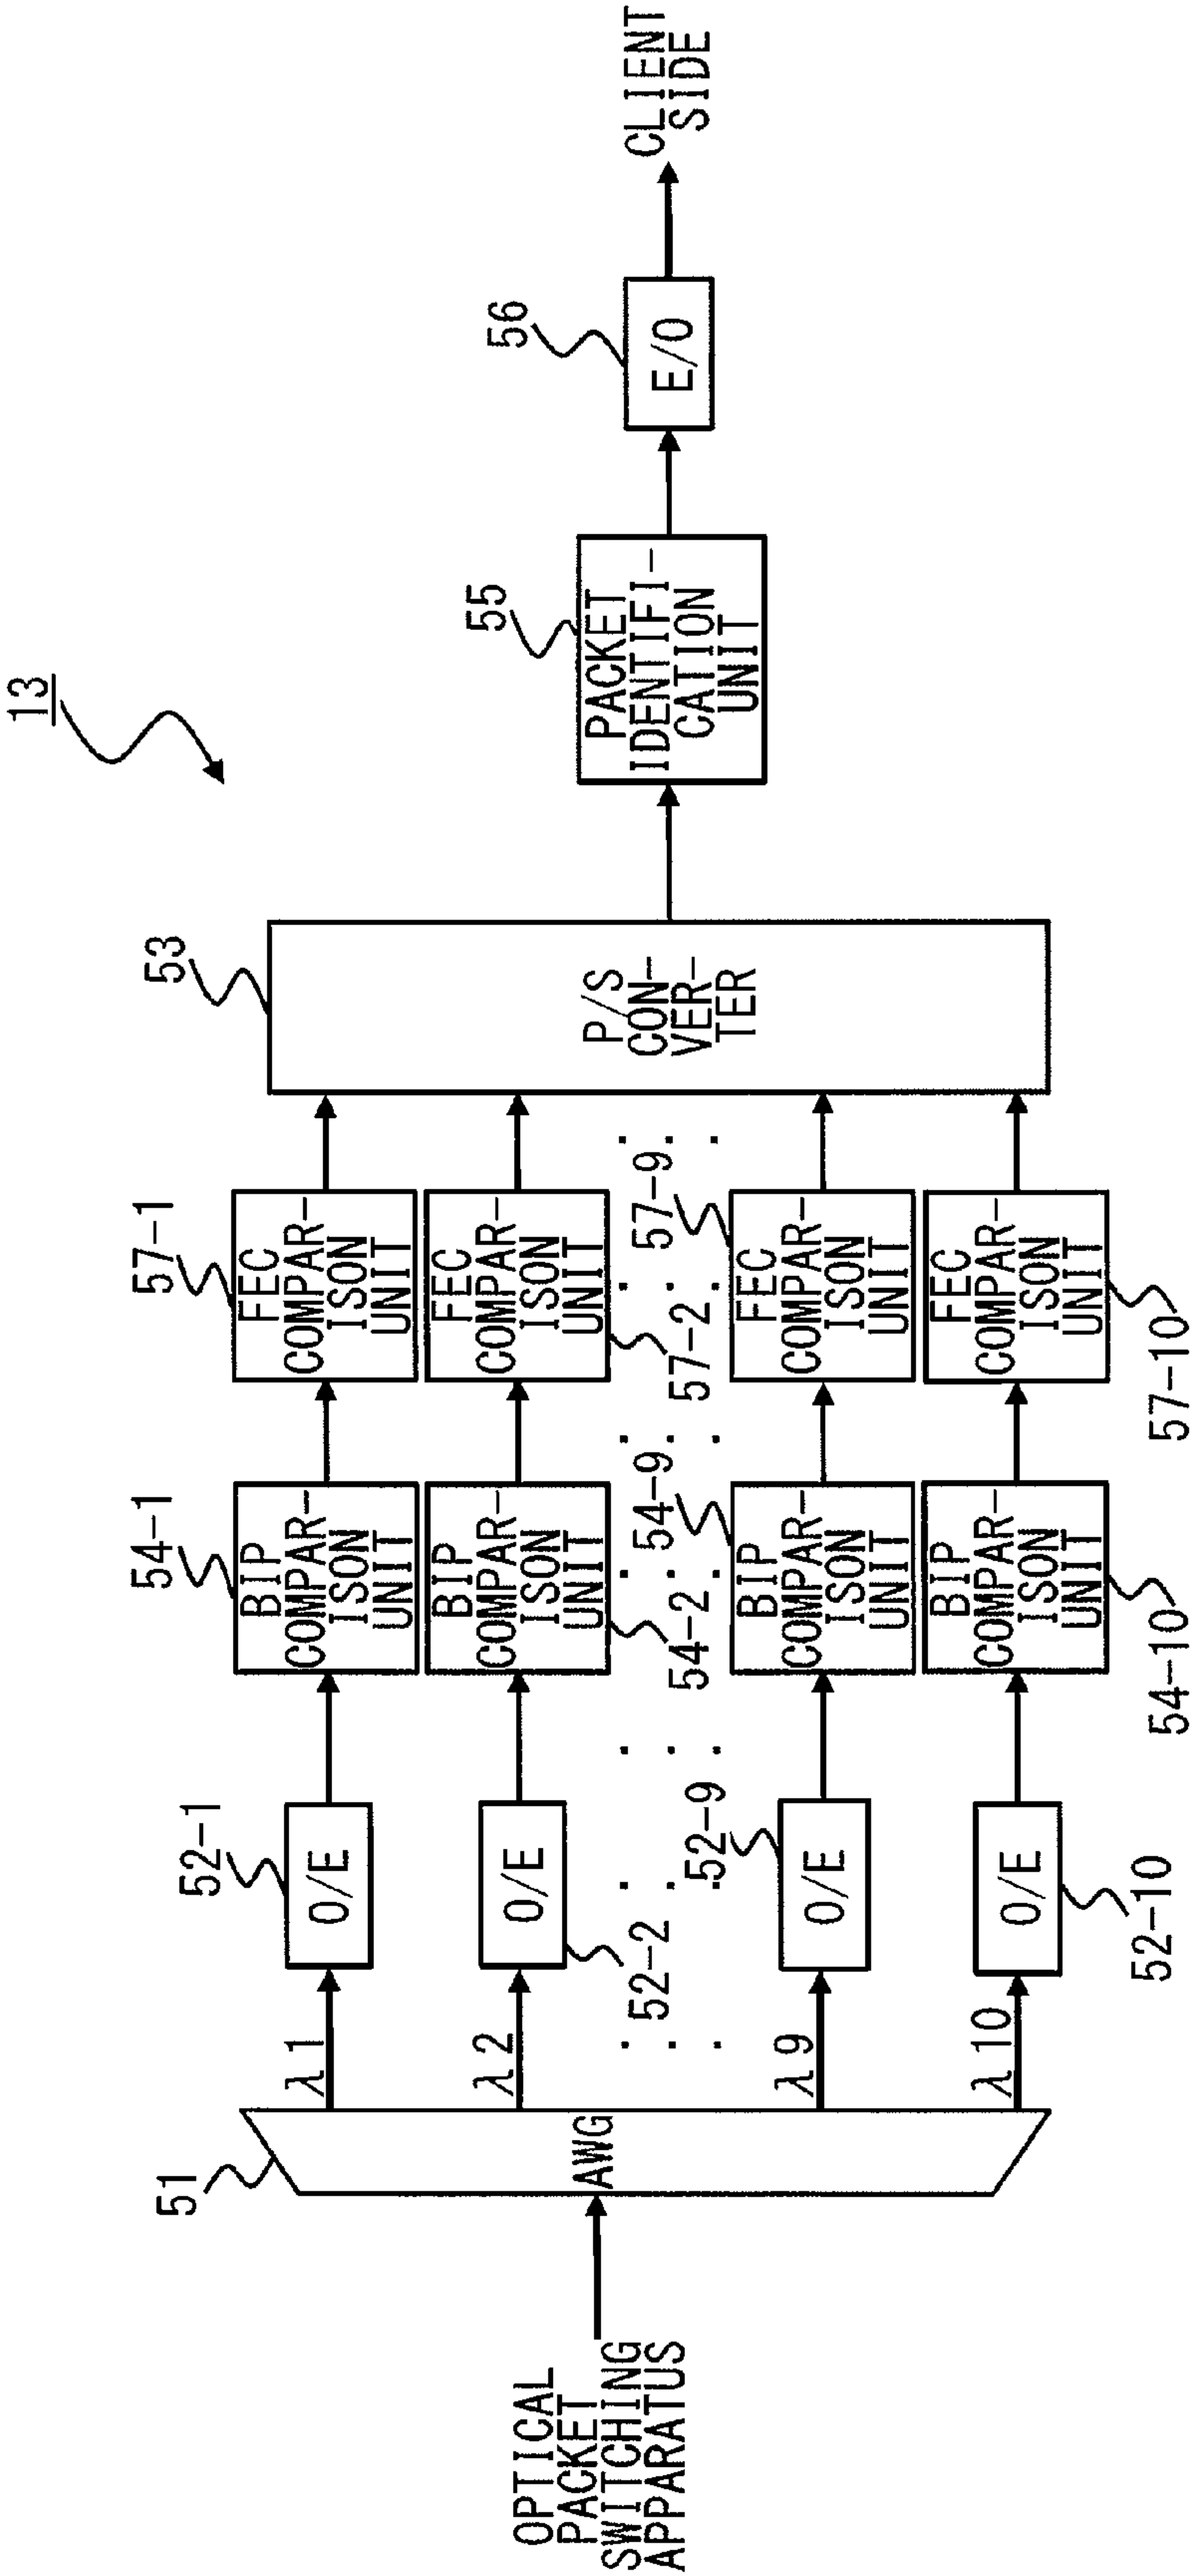 13
OPTICAL
PACKET
SWITCHING
APPARATUS
51
AWG
λ1
λ2
λ9
λ10
52-1
O/E
O/E
52-2
52-9
O/E
O/E
52-10
54-1
BIP
COMPAR-
ISON
UNIT
BIP
COMPAR-
ISON
UNIT
54-2
54-9
BIP
COMPAR-
ISON
UNIT
BIP
COMPAR-
ISON
UNIT
54-10
57-1
FEC
COMPAR-
ISON
UNIT
FEC
COMPAR-
ISON
UNIT
57-2
57-9
FEC
COMPAR-
ISON
UNIT
FEC
COMPAR-
ISON
UNIT
57-10
53
P/S
CON-
VER-
TER
55
PACKET
IDENTIFI-
CATION
UNIT
56
E/O
CLIENT
SIDE